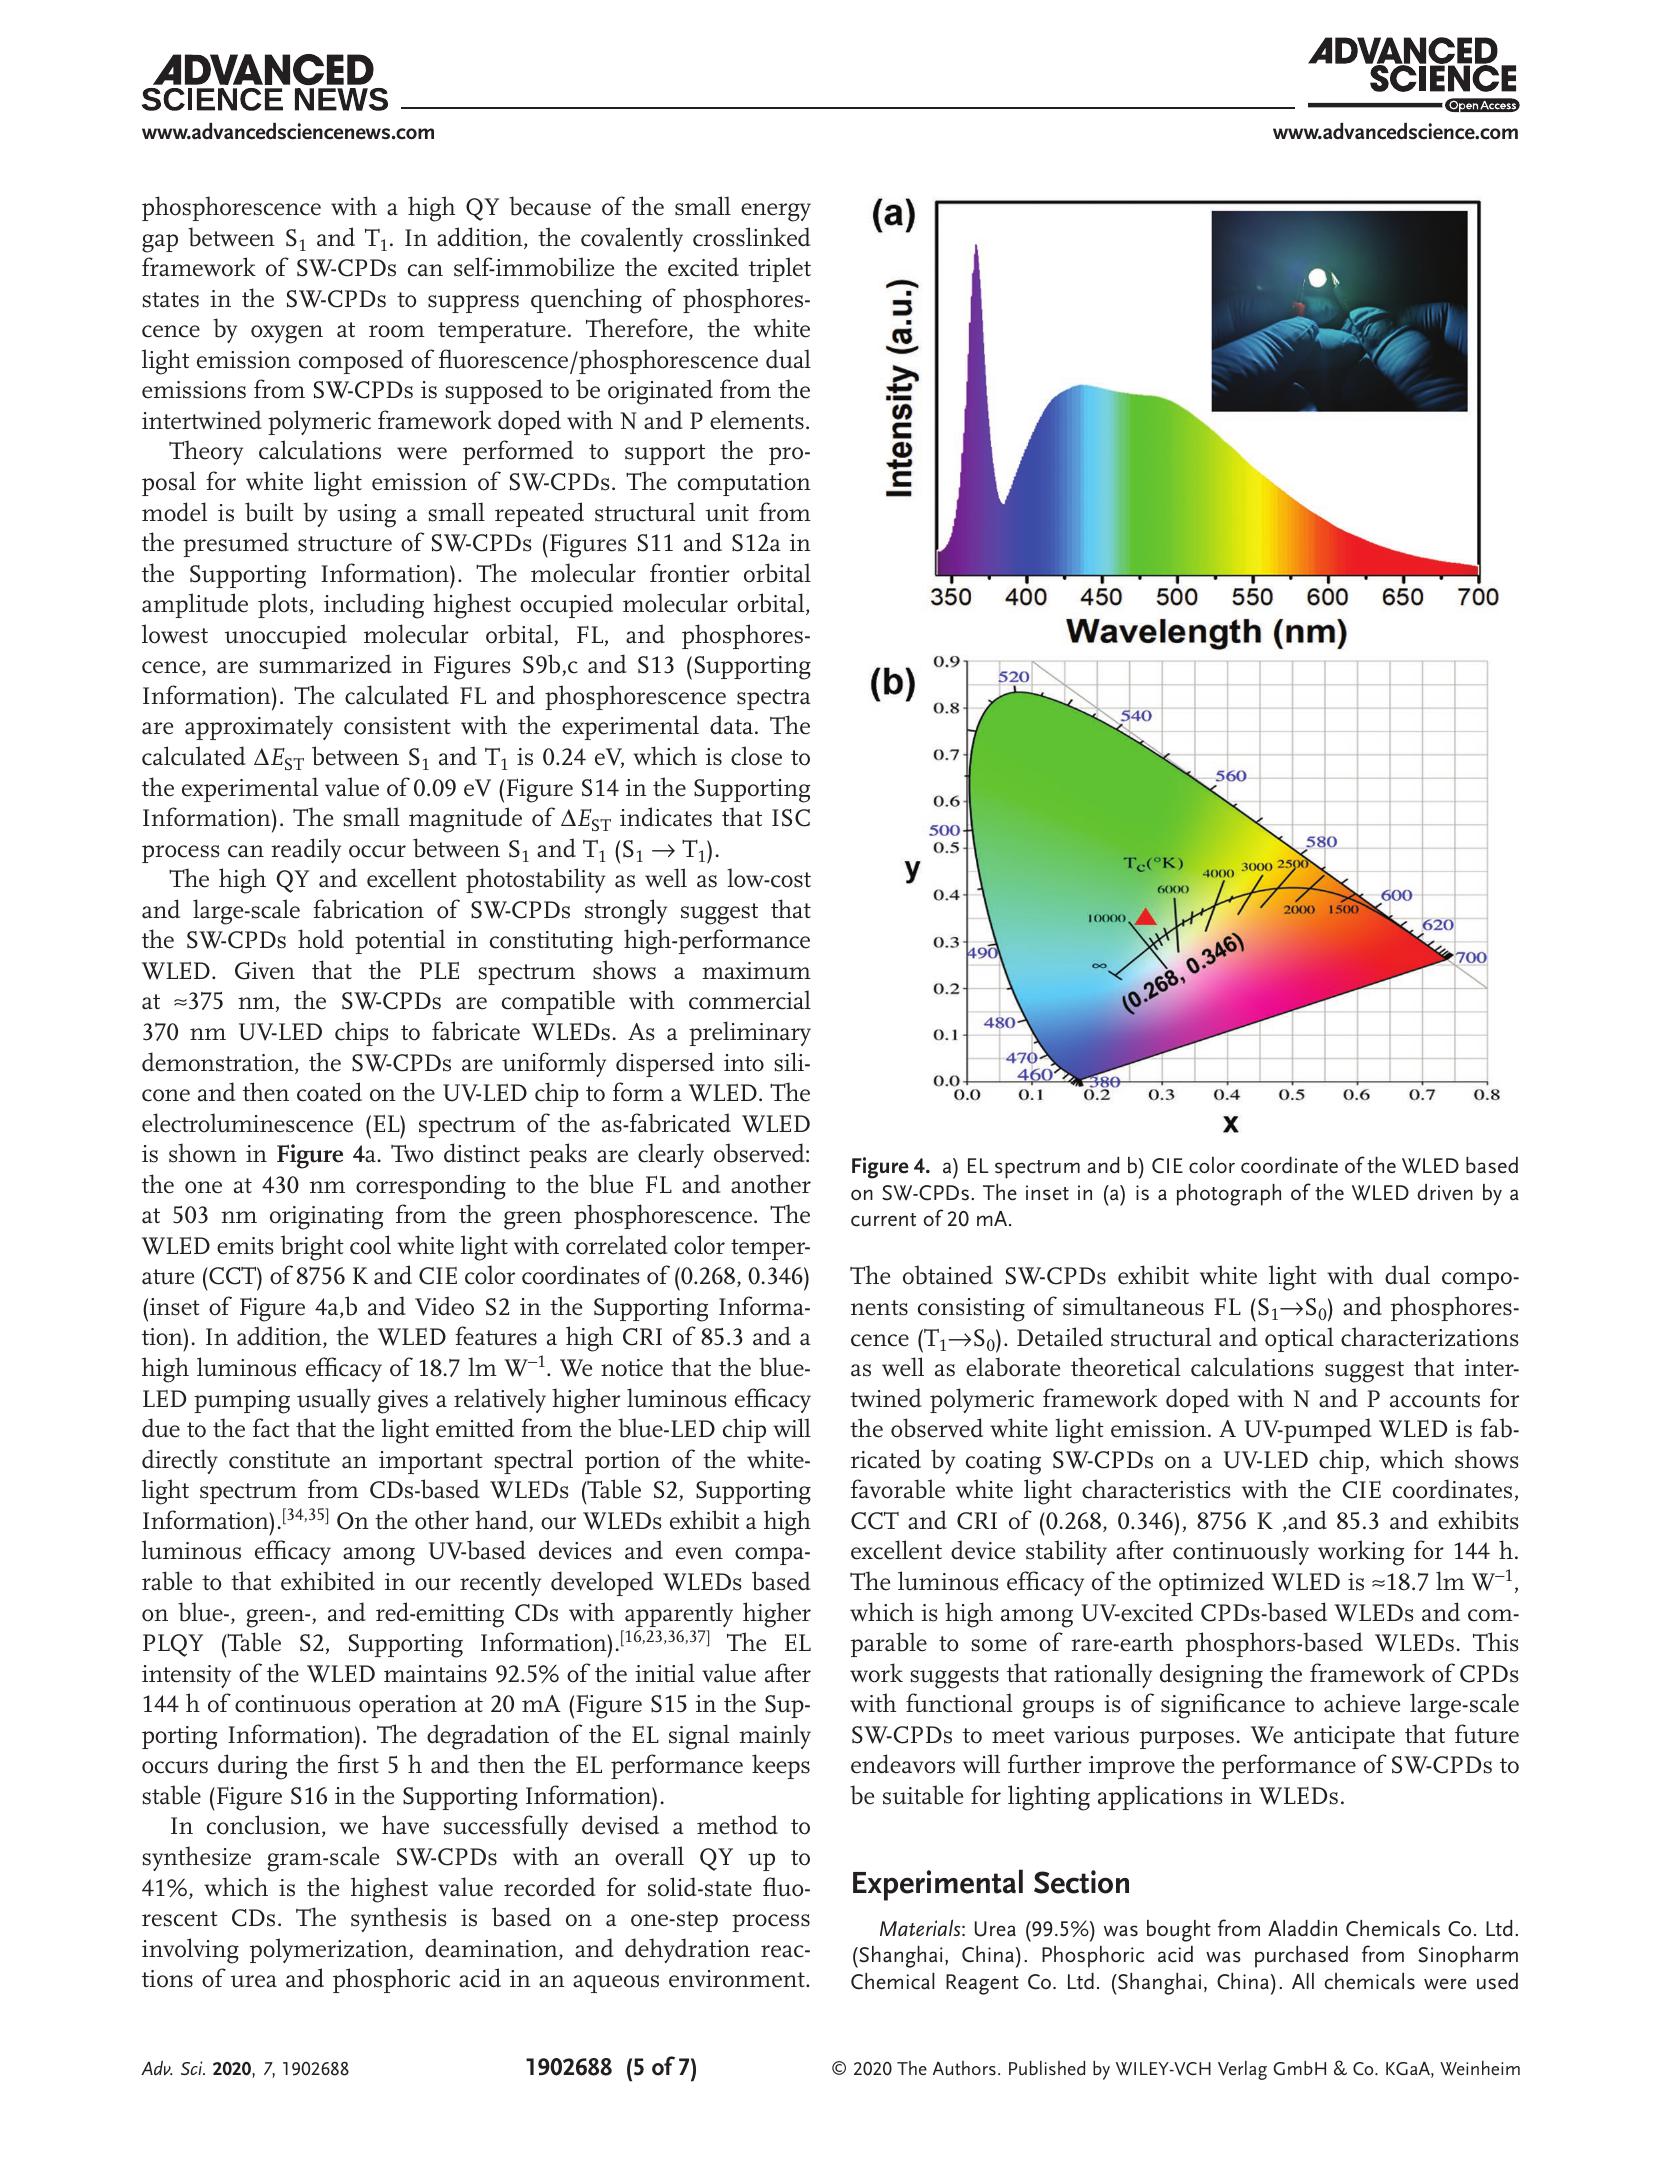 ADVANCED
SCIENCE NEWS
www.advancedsciencenews.com
ADVANCED
SCIENCE
Open Access
www.advancedscience.com
phosphorescence with a high QY because of the small energy
gap between S1 and T1. In addition, the covalently crosslinked
framework of SW-CPDs can self-immobilize the excited triplet
states in the SW-CPDs to suppress quenching of phosphores-
cence by oxygen at room temperature. Therefore, the white
light emission composed of fluorescence/phosphorescence dual
emissions from SW-CPDs is supposed to be originated from the
intertwined polymeric framework doped with N and P elements.
Theory calculations were performed to support the pro-
posal for white light emission of SW-CPDs. The computation
model is built by using a small repeated structural unit from
the presumed structure of SW-CPDs (Figures S11 and S12a in
the Supporting Information). The molecular frontier orbital
amplitude plots, including highest occupied molecular orbital,
lowest unoccupied molecular orbital, FL, and phosphores-
cence, are summarized in Figures S9b,c and S13 (Supporting
Information). The calculated FL and phosphorescence spectra
are approximately consistent with the experimental data. The
calculated ΔEST between S1 and T1 is 0.24 eV, which is close to
the experimental value of 0.09 eV (Figure S14 in the Supporting
Information). The small magnitude of ΔEST indicates that ISC
process can readily occur between S1 and T1 (S1 → T1).
The high QY and excellent photostability as well as low-cost
and large-scale fabrication of SW-CPDs strongly suggest that
the SW-CPDs hold potential in constituting high-performance
WLED. Given that the PLE spectrum shows a maximum
at ≈375 nm, the SW-CPDs are compatible with commercial
370 nm UV-LED chips to fabricate WLEDs. As a preliminary
demonstration, the SW-CPDs are uniformly dispersed into sili-
cone and then coated on the UV-LED chip to form a WLED. The
electroluminescence (EL) spectrum of the as-fabricated WLED
is shown in Figure 4a. Two distinct peaks are clearly observed:
the one at 430 nm corresponding to the blue FL and another
at 503 nm originating from the green phosphorescence. The
WLED emits bright cool white light with correlated color temper-
ature (CCT) of 8756 K and CIE color coordinates of (0.268, 0.346)
(inset of Figure 4a,b and Video S2 in the Supporting Informa-
tion). In addition, the WLED features a high CRI of 85.3 and a
high luminous efficacy of 18.7 lm W−1. We notice that the blue-
LED pumping usually gives a relatively higher luminous efficacy
due to the fact that the light emitted from the blue-LED chip will
directly constitute an important spectral portion of the white-
light spectrum from CDs-based WLEDs (Table S2, Supporting
Information).[34,35] On the other hand, our WLEDs exhibit a high
luminous efficacy among UV-based devices and even compa-
rable to that exhibited in our recently developed WLEDs based
on blue-, green-, and red-emitting CDs with apparently higher
PLQY (Table S2, Supporting Information).[16,23,36,37] The EL
intensity of the WLED maintains 92.5% of the initial value after
144 h of continuous operation at 20 mA (Figure S15 in the Sup-
porting Information). The degradation of the EL signal mainly
occurs during the first 5 h and then the EL performance keeps
stable (Figure S16 in the Supporting Information).
In conclusion, we have successfully devised a method to
synthesize gram-scale SW-CPDs with an overall QY up to
41%, which is the highest value recorded for solid-state fluo-
rescent CDs. The synthesis is based on a one-step process
involving polymerization, deamination, and dehydration reac-
tions of urea and phosphoric acid in an aqueous environment.
(a)
Intensity (a.u.)
350 400 450 500 550 600 650 700
Wavelength (nm)
(b)
0.9
0.8
0.7
0.6
0.5
0.4
0.3
0.2
0.1
0.0
y
520
540
560
500
580
Tc(°K)
4000 3000 2500
6000
600
10000
2000 1500
620
490
700
∞
(0.268, 0.346)
480
470
460
380
0.0 0.1 0.2 0.3 0.4 0.5 0.6 0.7 0.8
x
Figure 4. a) EL spectrum and b) CIE color coordinate of the WLED based
on SW-CPDs. The inset in (a) is a photograph of the WLED driven by a
current of 20 mA.
The obtained SW-CPDs exhibit white light with dual compo-
nents consisting of simultaneous FL (S1→S0) and phosphores-
cence (T1→S0). Detailed structural and optical characterizations
as well as elaborate theoretical calculations suggest that inter-
twined polymeric framework doped with N and P accounts for
the observed white light emission. A UV-pumped WLED is fab-
ricated by coating SW-CPDs on a UV-LED chip, which shows
favorable white light characteristics with the CIE coordinates,
CCT and CRI of (0.268, 0.346), 8756 K ,and 85.3 and exhibits
excellent device stability after continuously working for 144 h.
The luminous efficacy of the optimized WLED is ≈18.7 lm W−1,
which is high among UV-excited CPDs-based WLEDs and com-
parable to some of rare-earth phosphors-based WLEDs. This
work suggests that rationally designing the framework of CPDs
with functional groups is of significance to achieve large-scale
SW-CPDs to meet various purposes. We anticipate that future
endeavors will further improve the performance of SW-CPDs to
be suitable for lighting applications in WLEDs.
Experimental Section
Materials: Urea (99.5%) was bought from Aladdin Chemicals Co. Ltd.
(Shanghai, China). Phosphoric acid was purchased from Sinopharm
Chemical Reagent Co. Ltd. (Shanghai, China). All chemicals were used
Adv. Sci. 2020, 7, 1902688
1902688 (5 of 7)
© 2020 The Authors. Published by WILEY-VCH Verlag GmbH & Co. KGaA, Weinheim